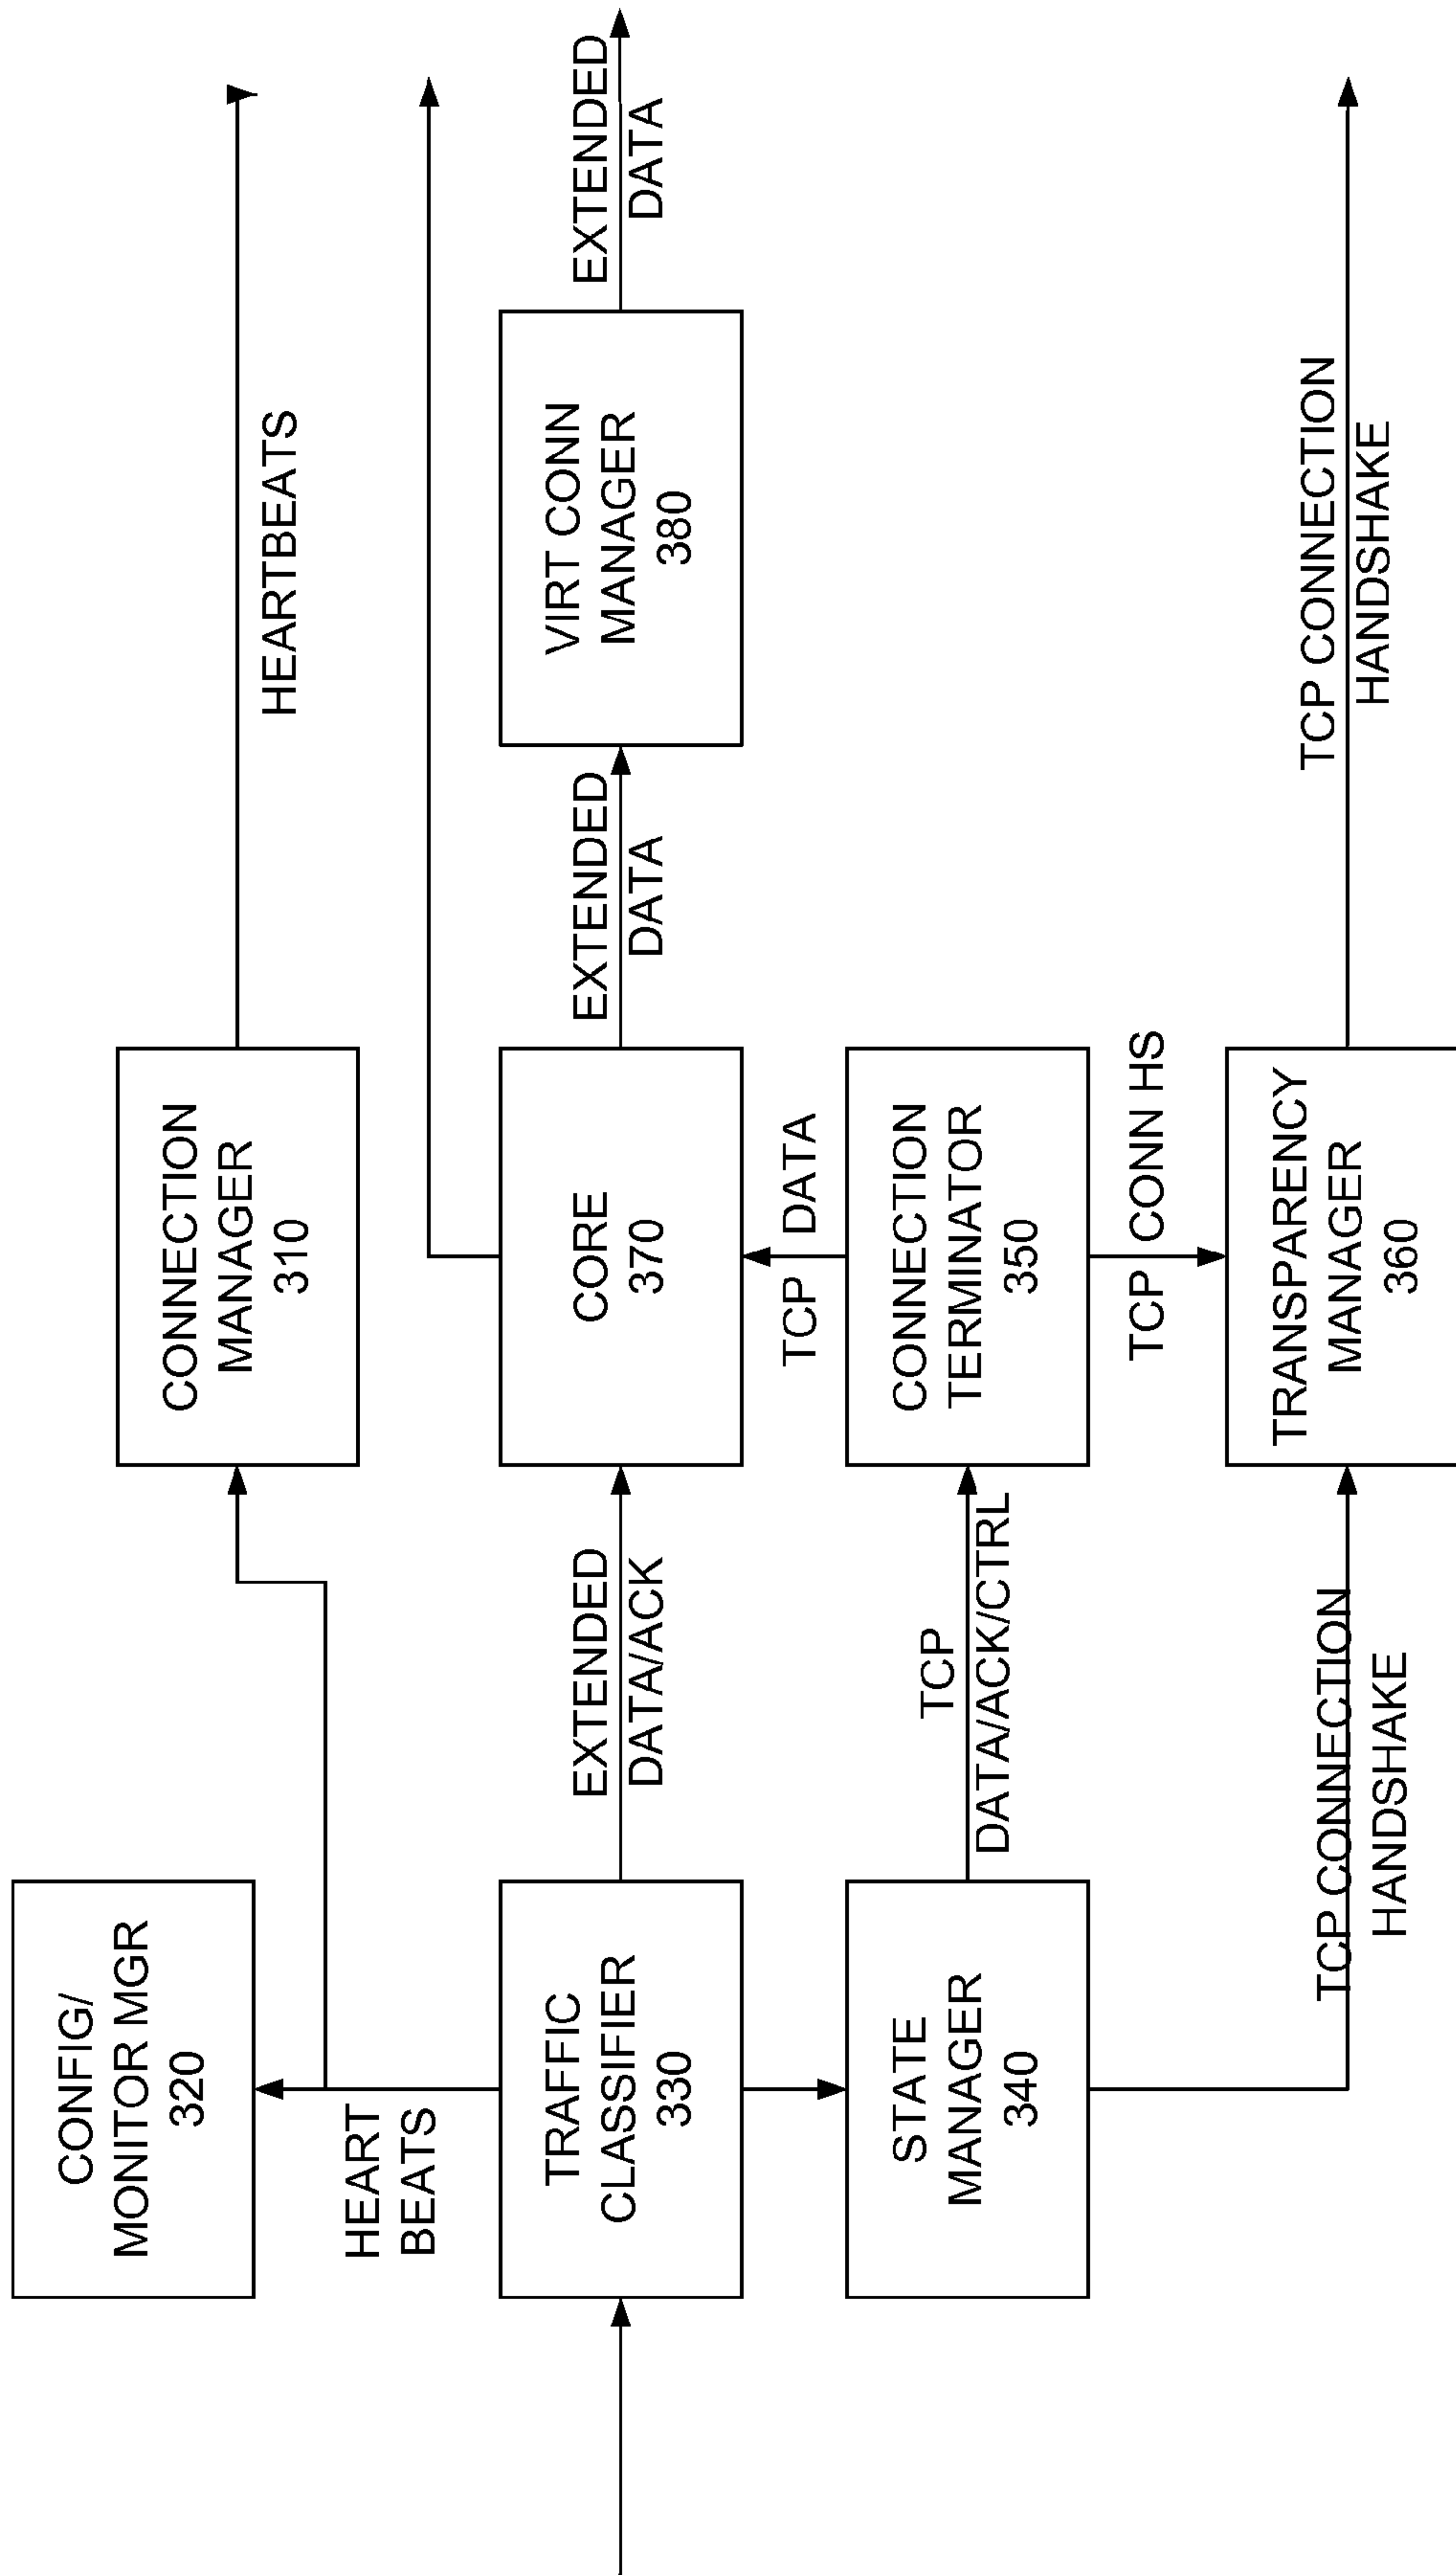 CONFIG/
MONITOR MGR
320
CONNECTION
MANAGER
310
HEARTBEATS
HEART
BEATS
TRAFFIC
CLASSIFIER
330
EXTENDED
DATA/ACK
CORE
370
EXTENDED
DATA
VIRT CONN
MANAGER
380
EXTENDED
DATA
TCP DATA
STATE
MANAGER
340
TCP
DATA/ACK/CTRL
CONNECTION
TERMINATOR
350
TCP CONN HS
TCP CONNECTION
HANDSHAKE
TRANSPARENCY
MANAGER
360
TCP CONNECTION
HANDSHAKE